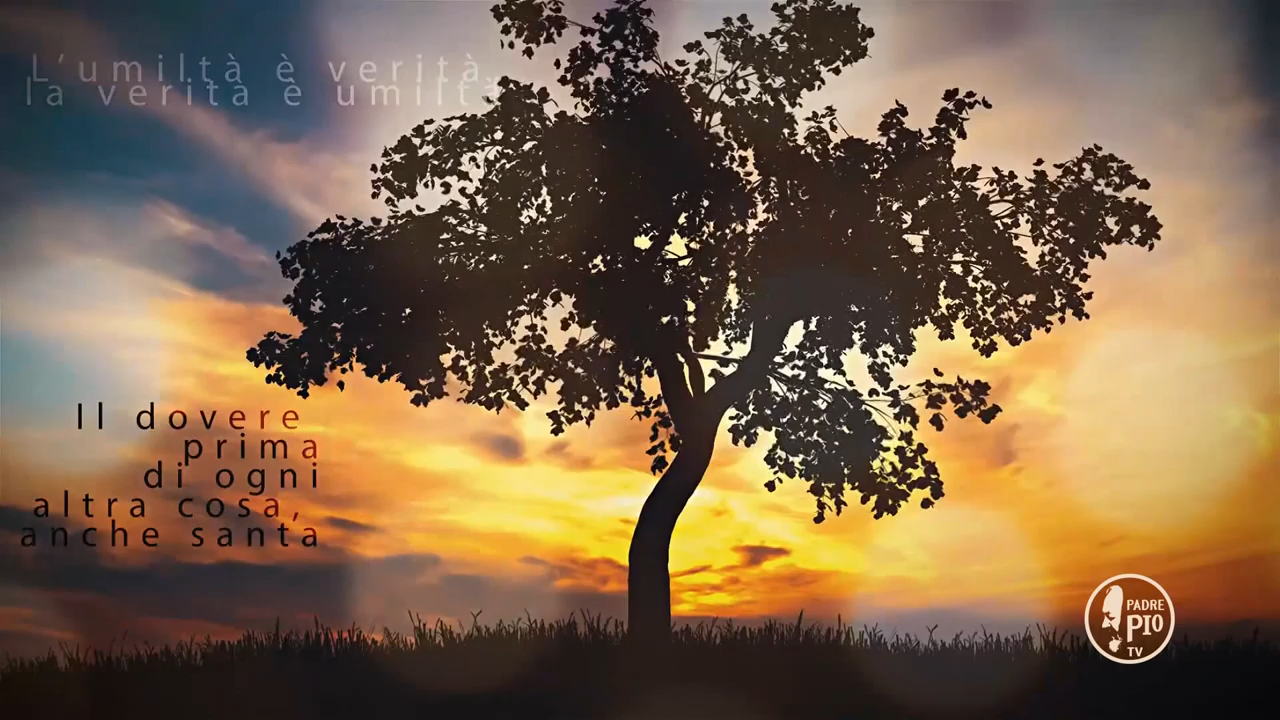 L'umiltà è verità,
la verità è umiltà
Il dovere
prima
di ogni
altra cosa,
anche santa
PADRE
PIO
TV